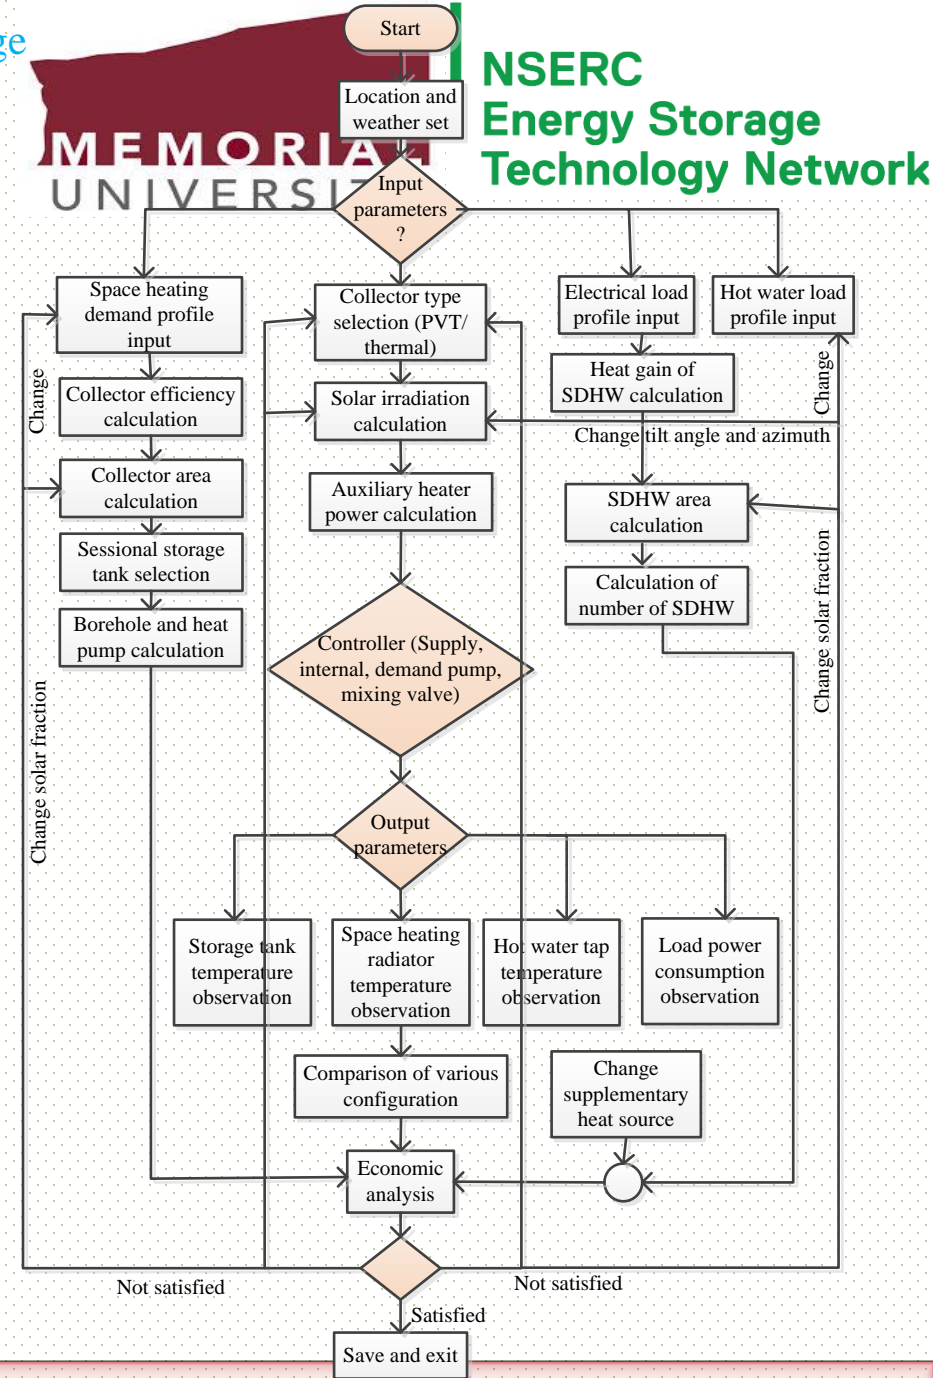 ge
MEMORIAL
UNIVERSI
NSERC
Energy Storage
Technology Network
Start
Location and
weather set
Input
parameters
?
Space heating
demand profile
input
Collector type
selection (PVT/
thermal)
Electrical load
profile input
Hot water load
profile input
Heat gain of
SDHW calculation
Change
Change
Collector efficiency
calculation
Solar irradiation
calculation
Change tilt angle and azimuth
Collector area
calculation
Auxiliary heater
power calculation
SDHW area
calculation
Sessional storage
tank selection
Calculation of
number of SDHW
Change solar fraction
Borehole and heat
pump calculation
Controller (Supply,
internal, demand pump,
mixing valve)
Change solar fraction
Output
parameters
Storage tank
temperature
observation
Space heating
radiator
temperature
observation
Hot water tap
temperature
observation
Load power
consumption
observation
Comparison of various
configuration
Change
supplementary
heat source
Economic
analysis
Not satisfied
Not satisfied
Satisfied
Save and exit